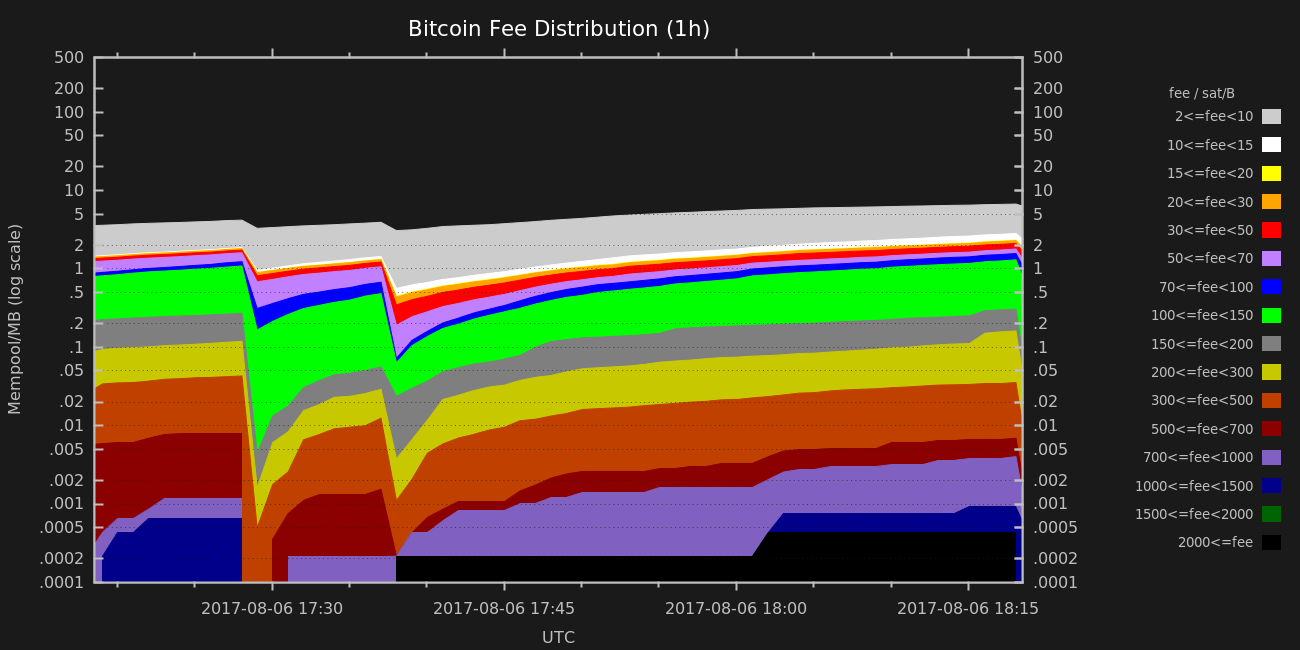 Bitcoin Fee Distribution (1h)
Mempool/MB (log scale)
500
200
100
50
20
10
5
2
1
.5
.2
.1
.05
.02
.01
.005
.002
.001
.0005
.0002
.0001
500
200
100
50
20
10
5
2
1
.5
.2
.1
.05
.02
.01
.005
.002
.001
.0005
.0002
.0001
2017-08-06 17:30
2017-08-06 17:45
2017-08-06 18:00
2017-08-06 18:15
UTC
fee / sat/B
2<=fee<10
10<=fee<15
15<=fee<20
20<=fee<30
30<=fee<50
50<=fee<70
70<=fee<100
100<=fee<150
150<=fee<200
200<=fee<300
300<=fee<500
500<=fee<700
700<=fee<1000
1000<=fee<1500
1500<=fee<2000
2000<=fee